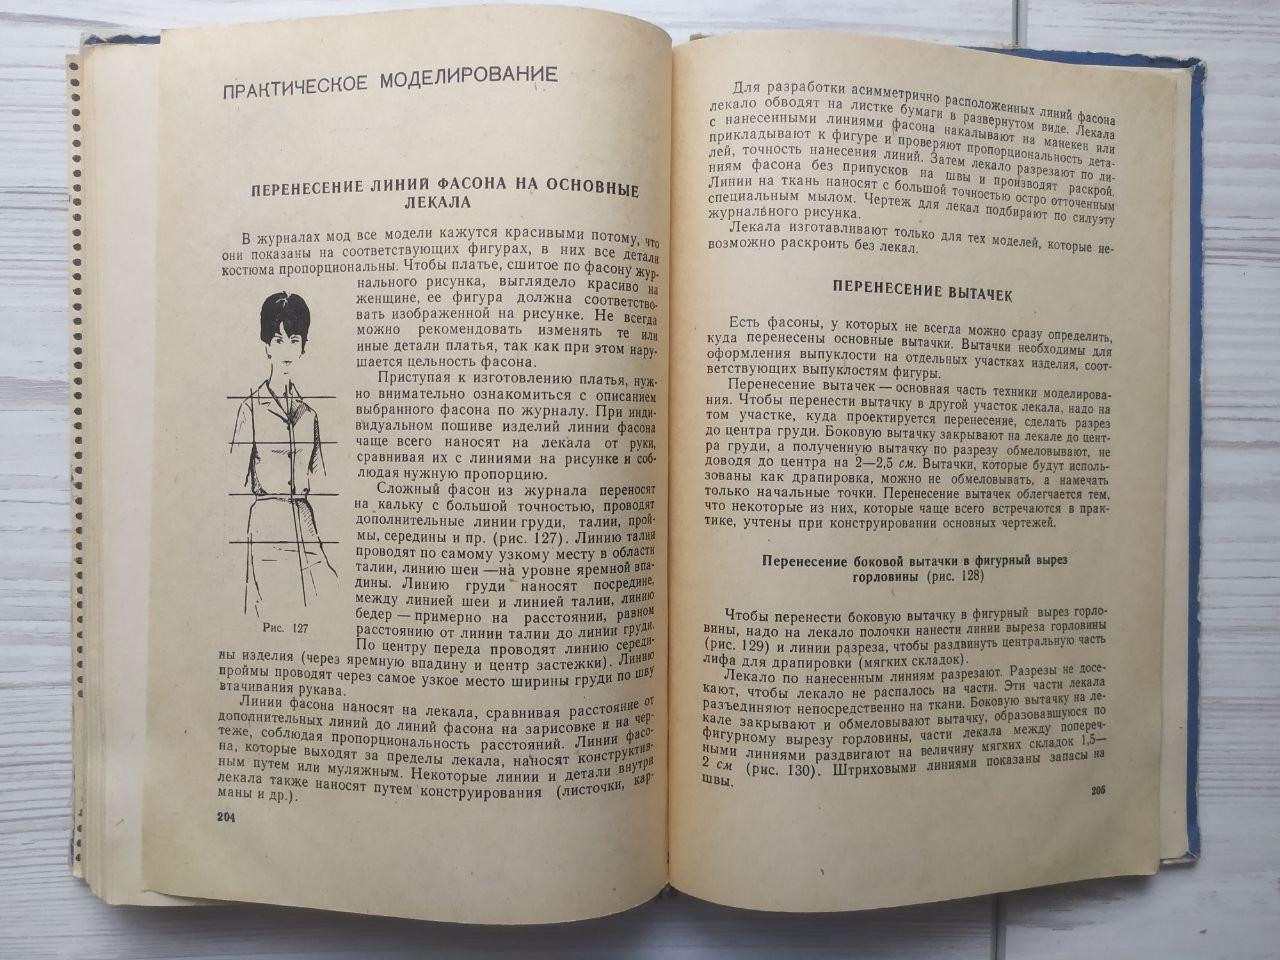 ПРАКТИЧЕСКОЕ МОДЕЛИРОВАНИЕ
ПЕРЕНЕСЕНИЕ ЛИНИЙ ФАСОНА НА ОСНОВНЫЕ
ЛЕКАЛА
В журналах мод все модели кажутся красивыми потому, что
они показаны на соответствующих фигурах, в них все детали
костюма пропорциональны. Чтобы платье, сшитое по фасону жур-
нального рисунка, выглядело красиво на
женщине, ее фигура должна соответство-
вать изображенной на рисунке. Не всегда
можно рекомендовать изменять те или
иные детали платья, так как при этом нару-
шается цельность фасона.
Приступая к изготовлению платья, нуж-
но внимательно ознакомиться с описанием
выбранного фасона по журналу. При инди-
видуальном пошиве изделий линии фасона
чаще всего наносят на лекала от руки,
сравнивая их с линиями на рисунке и соб-
людая нужную пропорцию.
Сложный фасон из журнала переносят
на кальку с большой точностью, проводят
дополнительные линии груди, талии, прой-
мы, середины и пр. (рис. 127). Линию талии
проводят по самому узкому месту в области
талии, линию шеи — на уровне яремной впа-
дины. Линию груди наносят посредине,
между линией шеи и линией талии, линию
бедер — примерно на расстоянии, равном
расстоянию от линии талии до линии груди.
Рис. 127
По центру переда проводят линию середи-
ны изделия (через яремную впадину и центр застежки). Линию
проймы проводят через самое узкое место ширины груди по шву
втачивания рукава.
Линии фасона наносят на лекала, сравнивая расстояние от
дополнительных линий до линий фасона на зарисовке и на чер-
теже, соблюдая пропорциональность расстояний. Линии фасо-
на, которые выходят за пределы лекала, наносят конструктив-
ным путем или муляжным. Некоторые линии и детали внутри
лекала также наносят путем конструирования (листочки, кар-
маны и др.).
204
Для разработки асимметрично расположенных линий фасона
лекало обводят на листке бумаги в развернутом виде. Лекала
с нанесенными линиями фасона накалывают на манекен или
прикладывают к фигуре и проверяют пропорциональность дета-
лей, точность нанесения линий. Затем лекало разрезают по ли-
ниям фасона без припусков на швы и производят раскрой.
Линии на ткань наносят с большой точностью остро отточенным
специальным мылом. Чертеж для лекал подбирают по силуэту
журнального рисунка.
Лекала изготавливают только для тех моделей, которые не-
возможно раскроить без лекал.
ПЕРЕНЕСЕНИЕ ВЫТАЧЕК
Есть фасоны, у которых не всегда можно сразу определить,
куда перенесены основные вытачки. Вытачки необходимы для
оформления выпуклости на отдельных участках изделия, соот-
ветствующих выпуклостям фигуры.
Перенесение вытачек — основная часть техники моделирова-
ния. Чтобы перенести вытачку в другой участок лекала, надо на
том участке, куда проектируется перенесение, сделать разрез
до центра груди. Боковую вытачку закрывают на лекале до цент-
ра груди, а полученную вытачку по разрезу обмеловывают, не
доводя до центра на 2—2,5 см. Вытачки, которые будут исполь-
зованы как драпировка, можно не обмеловывать, а намечать
только начальные точки. Перенесение вытачек облегчается тем,
что некоторые из них, которые чаще всего встречаются в прак-
тике, учтены при конструировании основных чертежей.
Перенесение боковой вытачки в фигурный вырез
горловины (рис. 128)
Чтобы перенести боковую вытачку в фигурный вырез горло-
вины, надо на лекало полочки нанести линии выреза горловины
(рис. 129) и линии разреза, чтобы раздвинуть центральную часть
лифа для драпировки (мягких складок).
Лекало по нанесенным линиям разрезают. Разрезы не досе-
кают, чтобы лекало не распалось на части. Эти части лекала
разъединяют непосредственно на ткани. Боковую вытачку на ле-
кале закрывают и обмеловывают вытачку, образовавшуюся по
фигурному вырезу горловины, части лекала между попереч-
ными линиями раздвигают на величину мягких складок 1,5—
2 см (рис. 130). Штриховыми линиями показаны запасы на
швы.
205